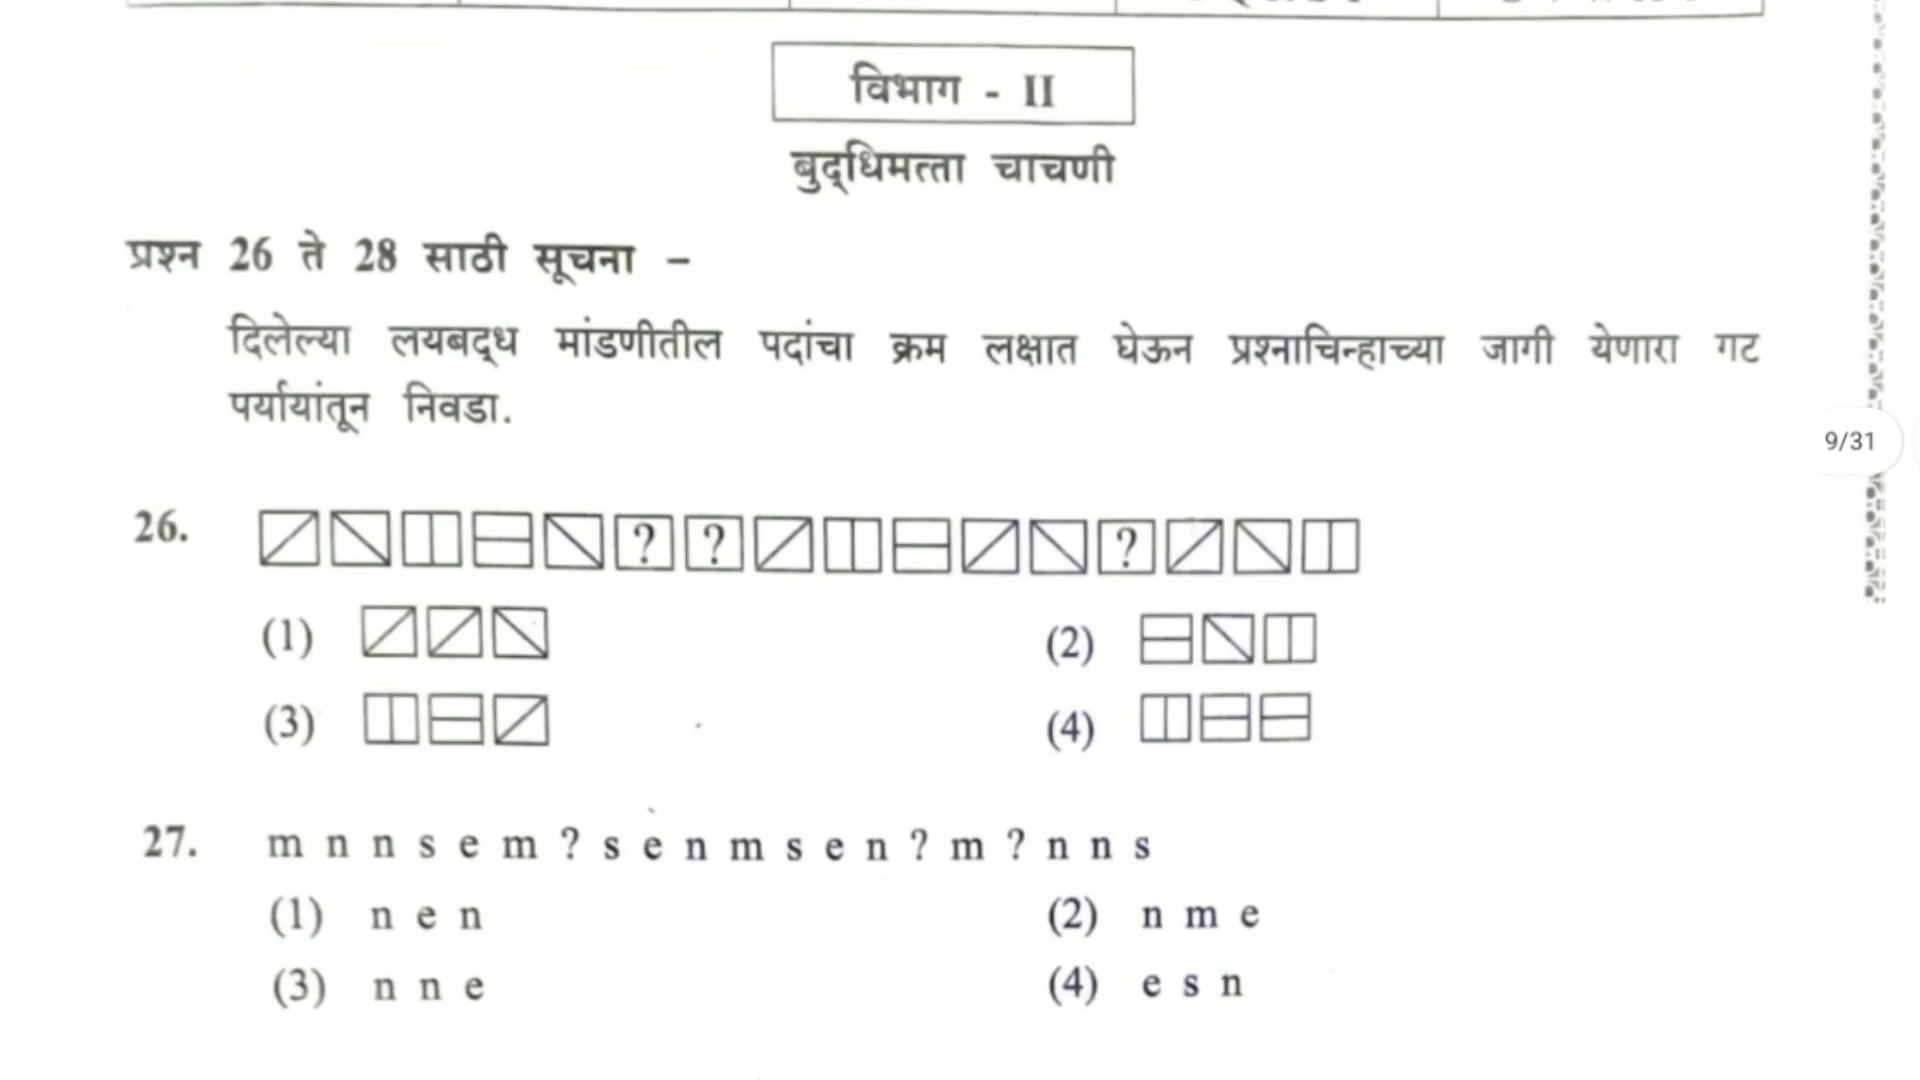 विभाग - II
बुद्धिमत्ता चाचणी
प्रश्न 26 ते 28 साठी सूचना –
दिलेल्या लयबद्ध मांडणीतील पदांचा क्रम लक्षात घेऊन प्रश्नाचिन्हाच्या जागी येणारा गट
पर्यायांतून निवडा.
9/31
26. ? ? ?
(1) (2)
(3) (4)
27. m n n s e m ? s e n m s e n ? m ? n n s
(1) n e n (2) n m e
(3) n n e (4) e s n